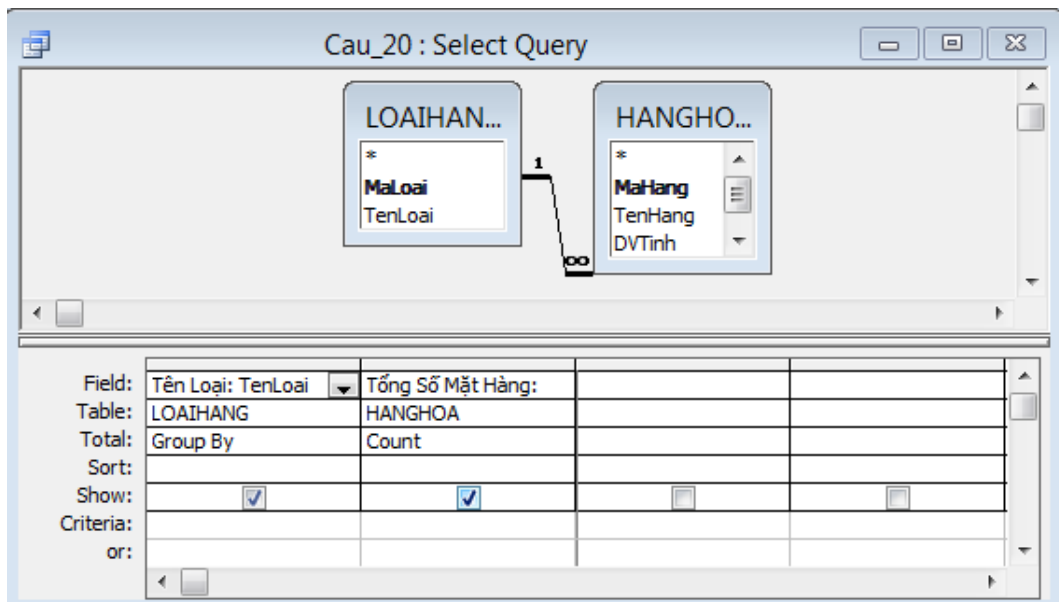 Cau_20 : Select Query
LOAIHAN...
*
MaLoai
TenLoai
1
∞
HANGHO...
*
MaHang
TenHang
DVTinh
Field: Tên Loại: TenLoai Tổng Số Mặt Hàng:
Table: LOAIHANG HANGHOA
Total: Group By Count
Sort:
Show:
Criteria:
or: